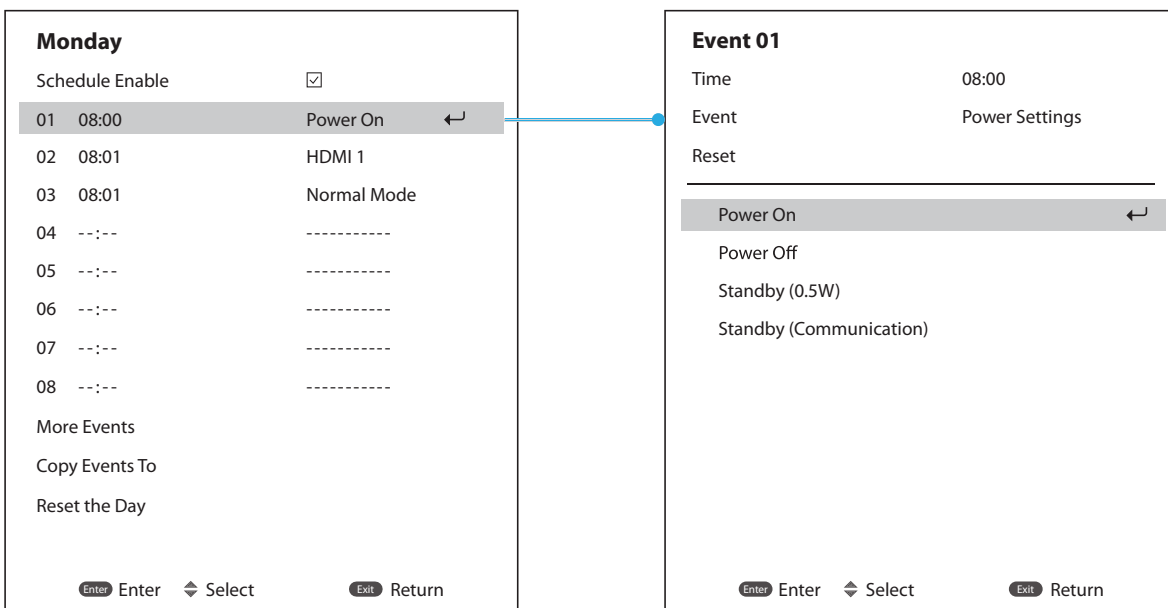 Monday
Schedule Enable
01 08:00 Power On
02 08:01 HDMI 1
03 08:01 Normal Mode
04 --:-- -----------
05 --:-- -----------
06 --:-- -----------
07 --:-- -----------
08 --:-- -----------
More Events
Copy Events To
Reset the Day
Enter Enter Select Exit Return
Event 01
Time 08:00
Event Power Settings
Reset
Power On
Power Off
Standby (0.5W)
Standby (Communication)
Enter Enter Select Exit Return